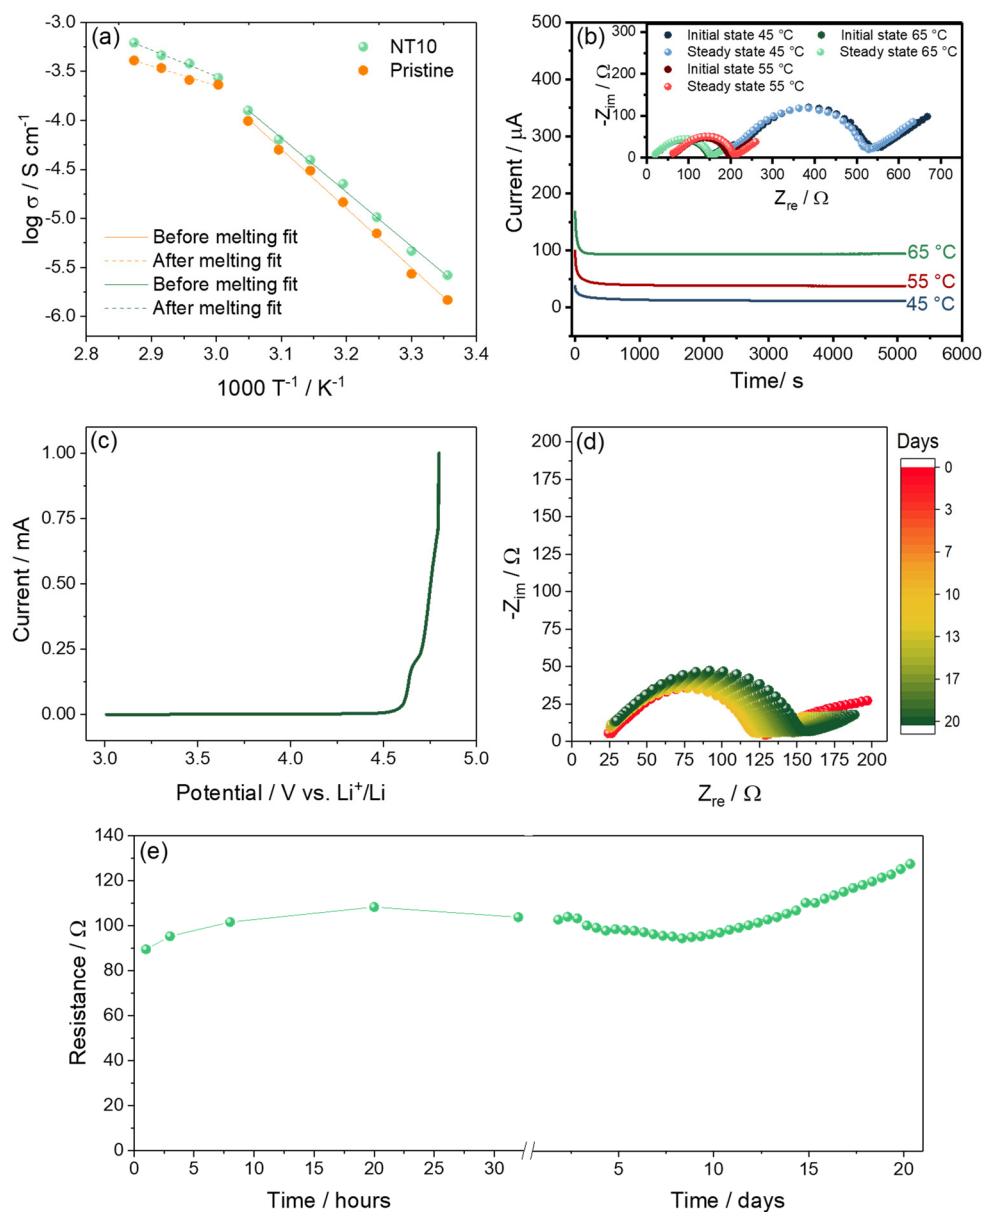 (a)
NT10
Pristine
-3.0
-3.5
-4.0
-4.5
-5.0
-5.5
-6.0
log σ / S cm⁻¹
Before melting fit
After melting fit
Before melting fit
After melting fit
2.8 2.9 3.0 3.1 3.2 3.3 3.4
1000 T⁻¹ / K⁻¹
(b)
500
450
400
350
300
250
200
150
100
50
0
Current / µA
Initial state 45 °C
Steady state 45 °C
Initial state 55 °C
Steady state 55 °C
Initial state 65 °C
Steady state 65 °C
300
200
100
0
-Zim / Ω
0 100 200 300 400 500 600 700
Zre / Ω
65 °C
55 °C
45 °C
0 1000 2000 3000 4000 5000 6000
Time/ s
(c)
1.00
0.75
0.50
0.25
0.00
Current / mA
3.0 3.5 4.0 4.5 5.0
Potential / V vs. Li⁺/Li
(d)
200
175
150
125
100
75
50
25
0
-Zim / Ω
0 25 50 75 100 125 150 175 200
Zre / Ω
Days
0
3
7
10
13
17
20
(e)
140
120
100
80
60
40
20
0
Resistance / Ω
0 10 20 30 5 10 15 20
Time / hours
Time / days